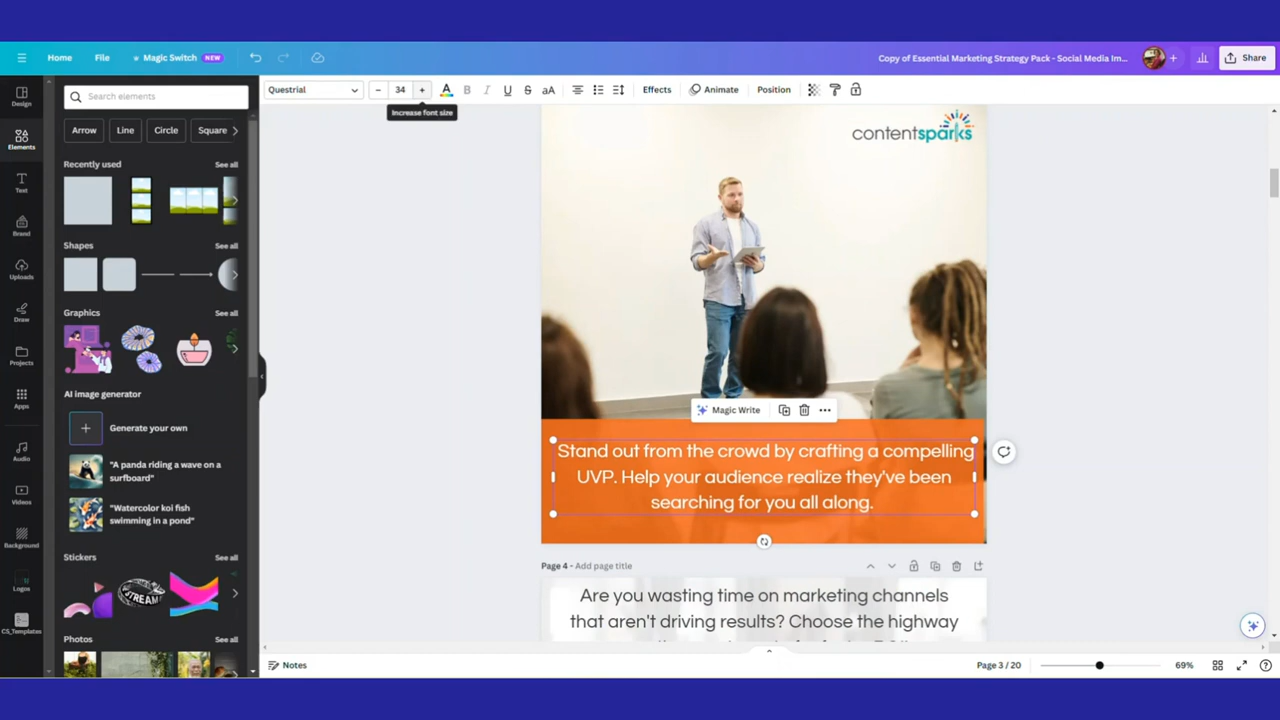 Home
File
Magic Switch NEW
Copy of Essential Marketing Strategy Pack - Social Media Im...
Share
Questrial
34
A
B
I
U
S
aA
Effects
Animate
Position
Increase font size
Design
Elements
Text
Brand
Uploads
Draw
Projects
Apps
Audio
Videos
Background
Logos
CS_Templates
Search elements
Arrow
Line
Circle
Square
Recently used
See all
Shapes
See all
Graphics
See all
AI image generator
Generate your own
"A panda riding a wave on a
surfboard"
"Watercolor koi fish
swimming in a pond"
Stickers
See all
STREAM
Photos
See all
contentsparks
Magic Write
Stand out from the crowd by crafting a compelling
UVP. Help your audience realize they've been
searching for you all along.
Page 4 - Add page title
Are you wasting time on marketing channels
that aren't driving results? Choose the highway
Notes
Page 3 / 20
69%